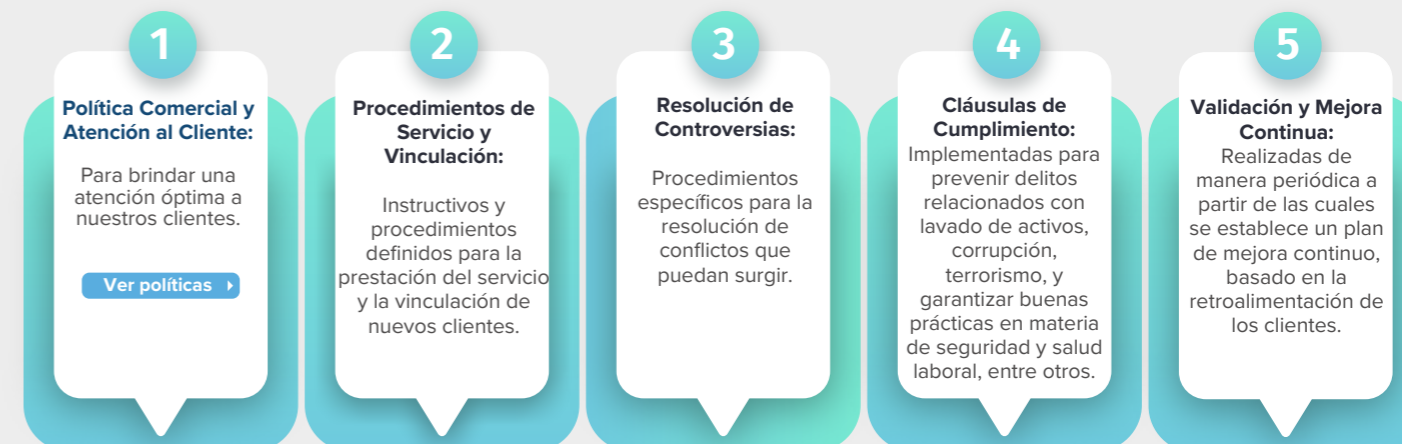 1
Política Comercial y
Atención al Cliente:
Para brindar una
atención óptima a
nuestros clientes.
Ver políticas
2
Procedimientos de
Servicio y
Vinculación:
Instructivos y
procedimientos
definidos para la
prestación del servicio
y la vinculación de
nuevos clientes.
3
Resolución de
Controversias:
Procedimientos
específicos para la
resolución de
conflictos que
puedan surgir.
4
Cláusulas de
Cumplimiento:
Implementadas para
prevenir delitos
relacionados con
lavado de activos,
corrupción,
terrorismo, y
garantizar buenas
prácticas en materia
de seguridad y salud
laboral, entre otros.
5
Validación y Mejora
Continua:
Realizadas de
manera periódica a
partir de las cuales
se establece un plan
de mejora continuo,
basado en la
retroalimentación de
los clientes.